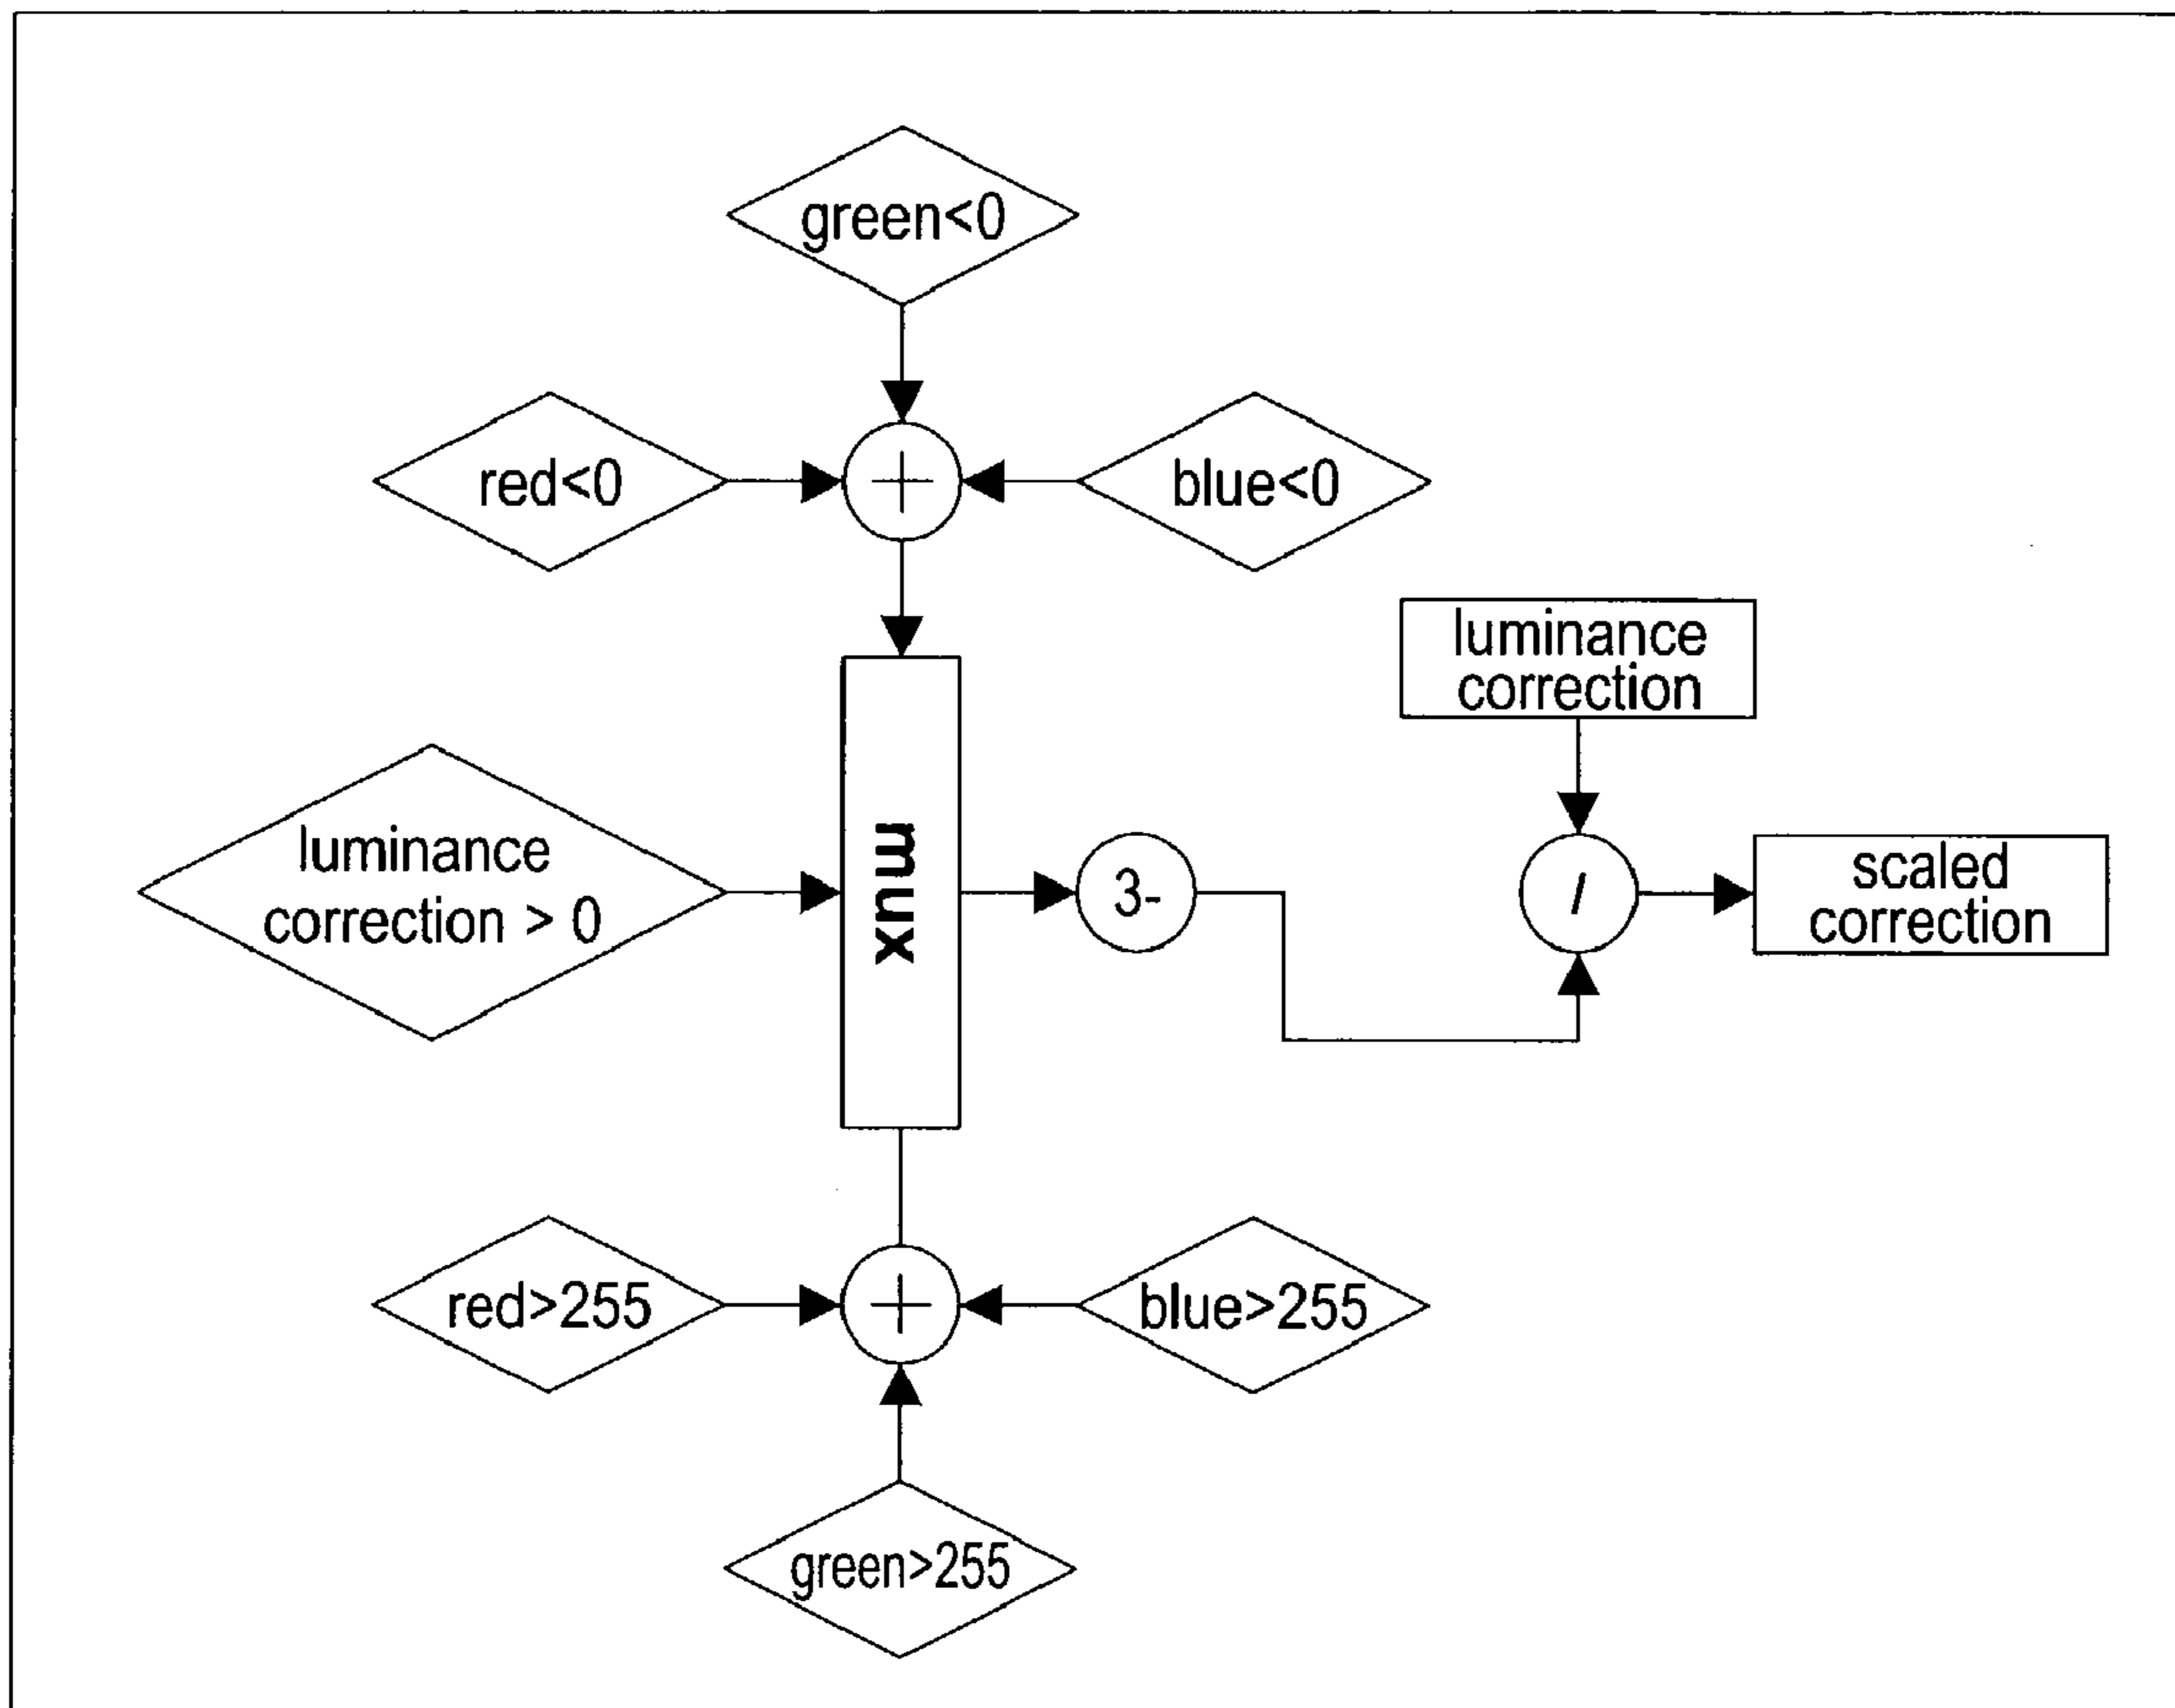 green<0
red<0
+
blue<0
luminance
correction
luminance
correction > 0
mux
3-
/
scaled
correction
red>255
+
blue>255
green>255